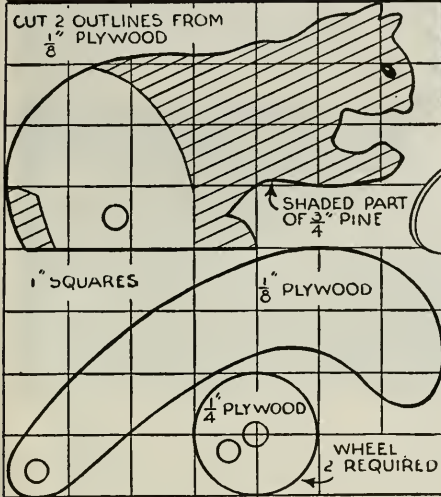 CUT 2 OUTLINES FROM
1/8" PLYWOOD
SHADED PART
OF 3/4" PINE
1" SQUARES
1/8" PLYWOOD
1/4" PLYWOOD
WHEEL
2 REQUIRED